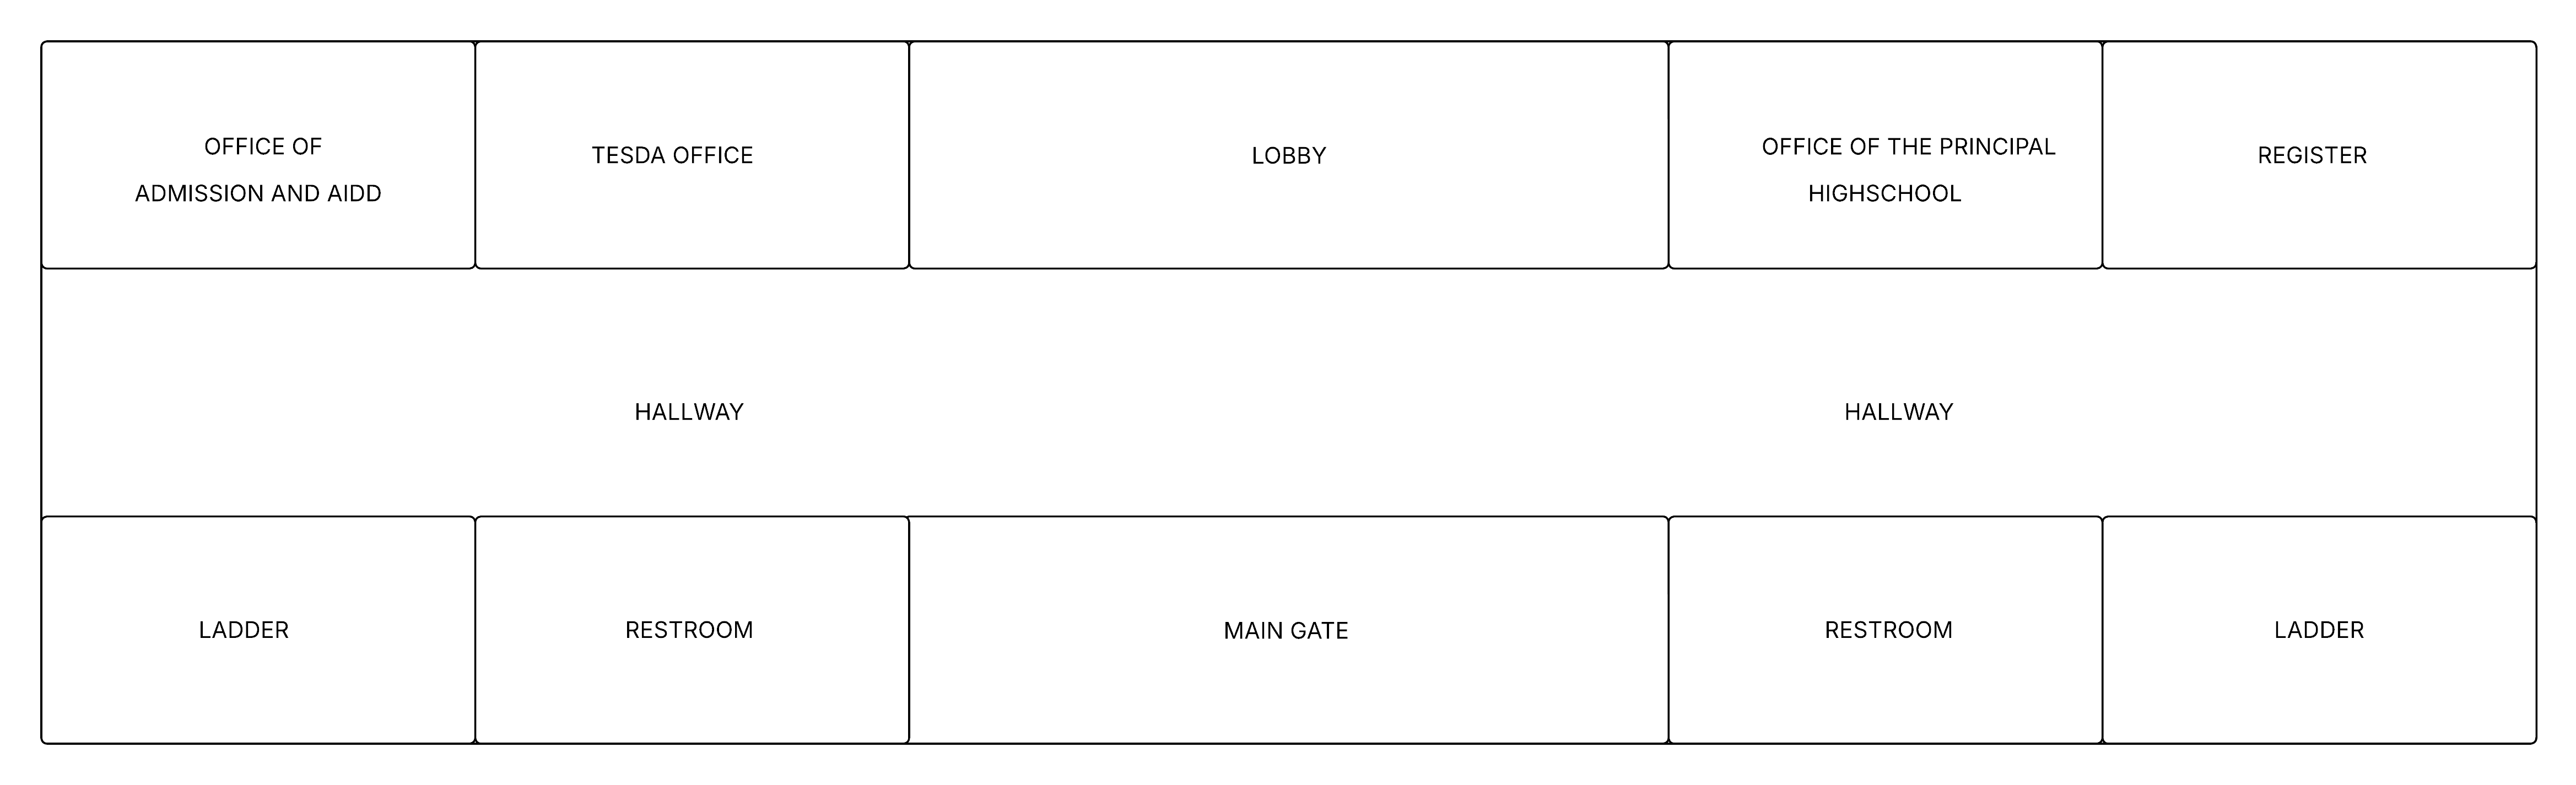 OFFICE OF
ADMISSION AND AIDD
TESDA OFFICE
LOBBY
OFFICE OF THE PRINCIPAL
HIGHSCHOOL
REGISTER
HALLWAY
HALLWAY
LADDER
RESTROOM
MAIN GATE
RESTROOM
LADDER